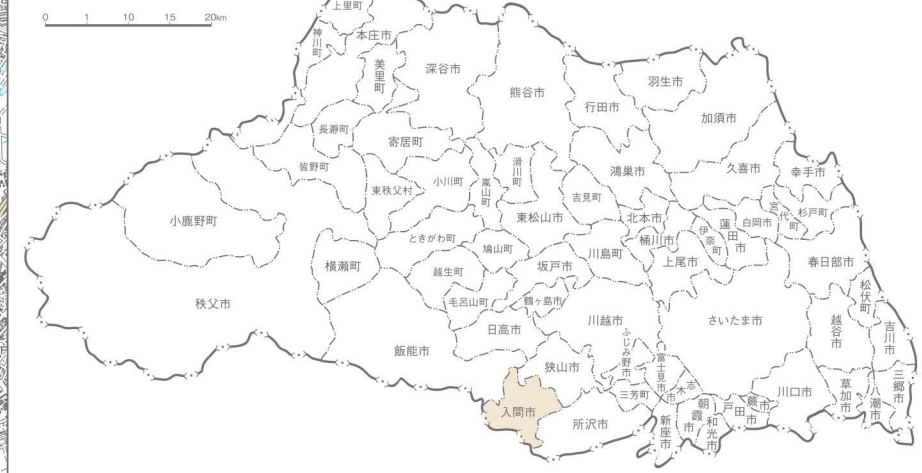 0 1 5 10 15 20km
上里町
神川町
本庄市
美里町
深谷市
熊谷市
行田市
羽生市
加須市
長瀞町
寄居町
皆野町
東秩父村
小川町
嵐山町
滑川町
吉見町
鴻巣市
久喜市
幸手市
宮代町
杉戸町
白岡市
蓮田市
伊奈町
北本市
桶川市
上尾市
東松山市
小鹿野町
ときがわ町
鳩山町
川島町
坂戸市
横瀬町
越生町
毛呂山町
鶴ヶ島市
春日部市
松伏町
秩父市
日高市
川越市
さいたま市
越谷市
吉川市
飯能市
狭山市
ふじみ野市
富士見市
三芳町
志木市
入間市
所沢市
新座市
朝霞市
和光市
戸田市
蕨市
川口市
草加市
八潮市
三郷市